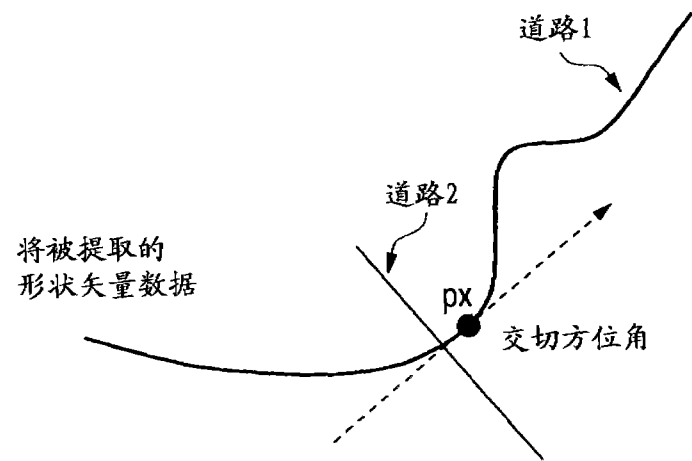 道路1
道路2
将被提取的
形状矢量数据
px
交切方位角